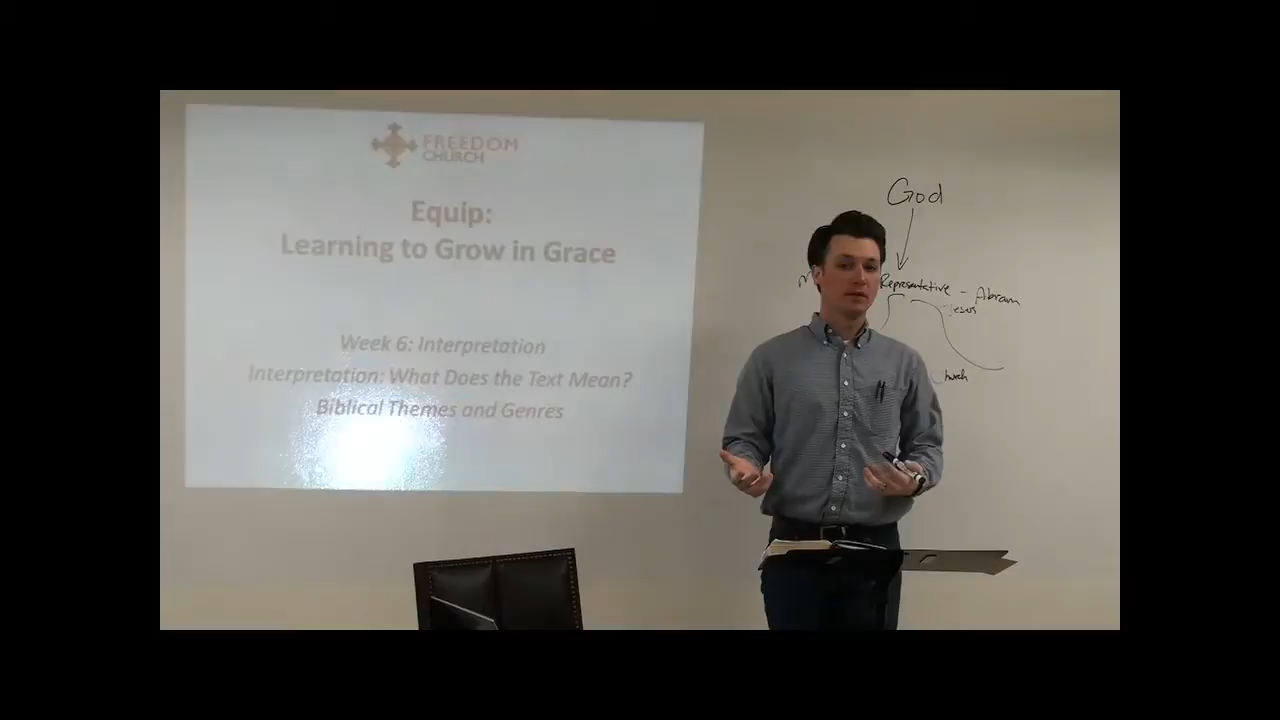 FREEDOM
CHURCH
Equip:
Learning to Grow in Grace
Week 6: Interpretation
Interpretation: What Does the Text Mean?
Biblical Themes and Genres
God
Representative - Abram
- Jesus
Church